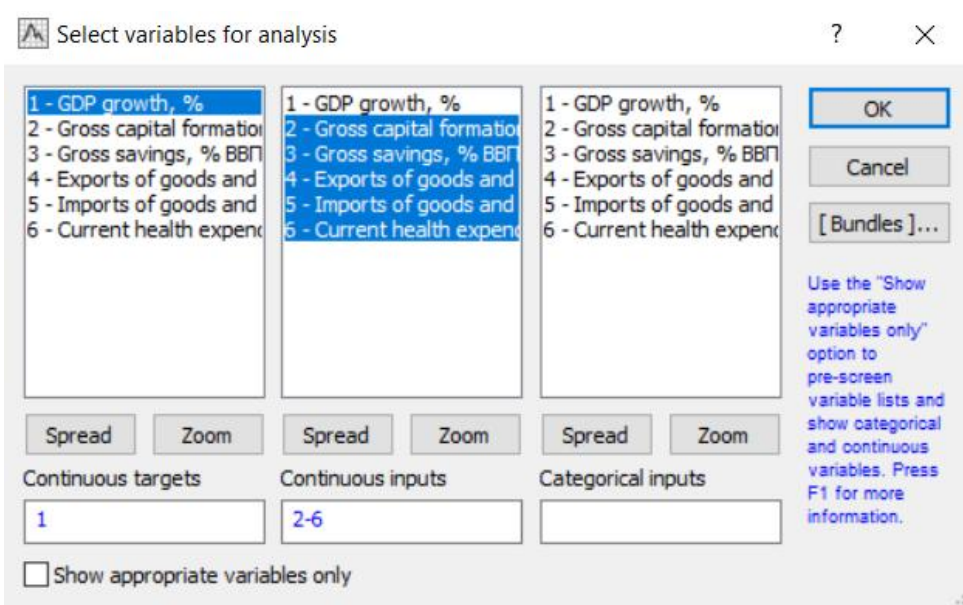 Select variables for analysis
?
1 - GDP growth, %
2 - Gross capital formation
3 - Gross savings, % ВВП
4 - Exports of goods and
5 - Imports of goods and
6 - Current health expend
1 - GDP growth, %
2 - Gross capital formation
3 - Gross savings, % ВВП
4 - Exports of goods and
5 - Imports of goods and
6 - Current health expend
1 - GDP growth, %
2 - Gross capital formation
3 - Gross savings, % ВВП
4 - Exports of goods and
5 - Imports of goods and
6 - Current health expend
OK
Cancel
[ Bundles ]...
Use the "Show
appropriate
variables only"
option to
pre-screen
variable lists and
show categorical
and continuous
variables. Press
F1 for more
information.
Spread Zoom
Spread Zoom
Spread Zoom
Continuous targets
Continuous inputs
Categorical inputs
1
2-6
Show appropriate variables only